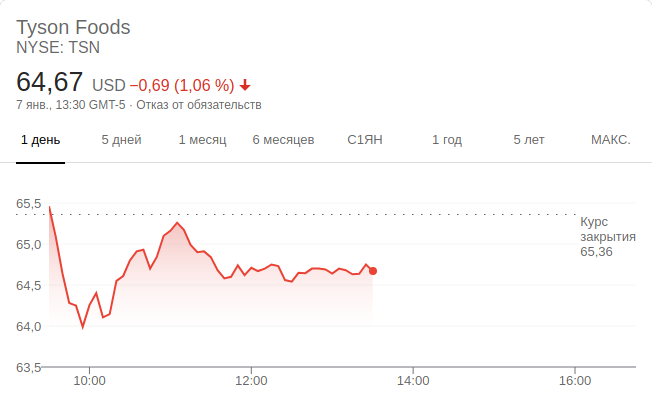 Tyson Foods
NYSE: TSN
64,67 USD −0,69 (1,06 %)
7 янв., 13:30 GMT-5 · Отказ от обязательств
1 день 5 дней 1 месяц 6 месяцев С1ЯН 1 год 5 лет МАКС.
65,5
Курс
закрытия
65,36
65,0
64,5
64,0
63,5
10:00 12:00 14:00 16:00